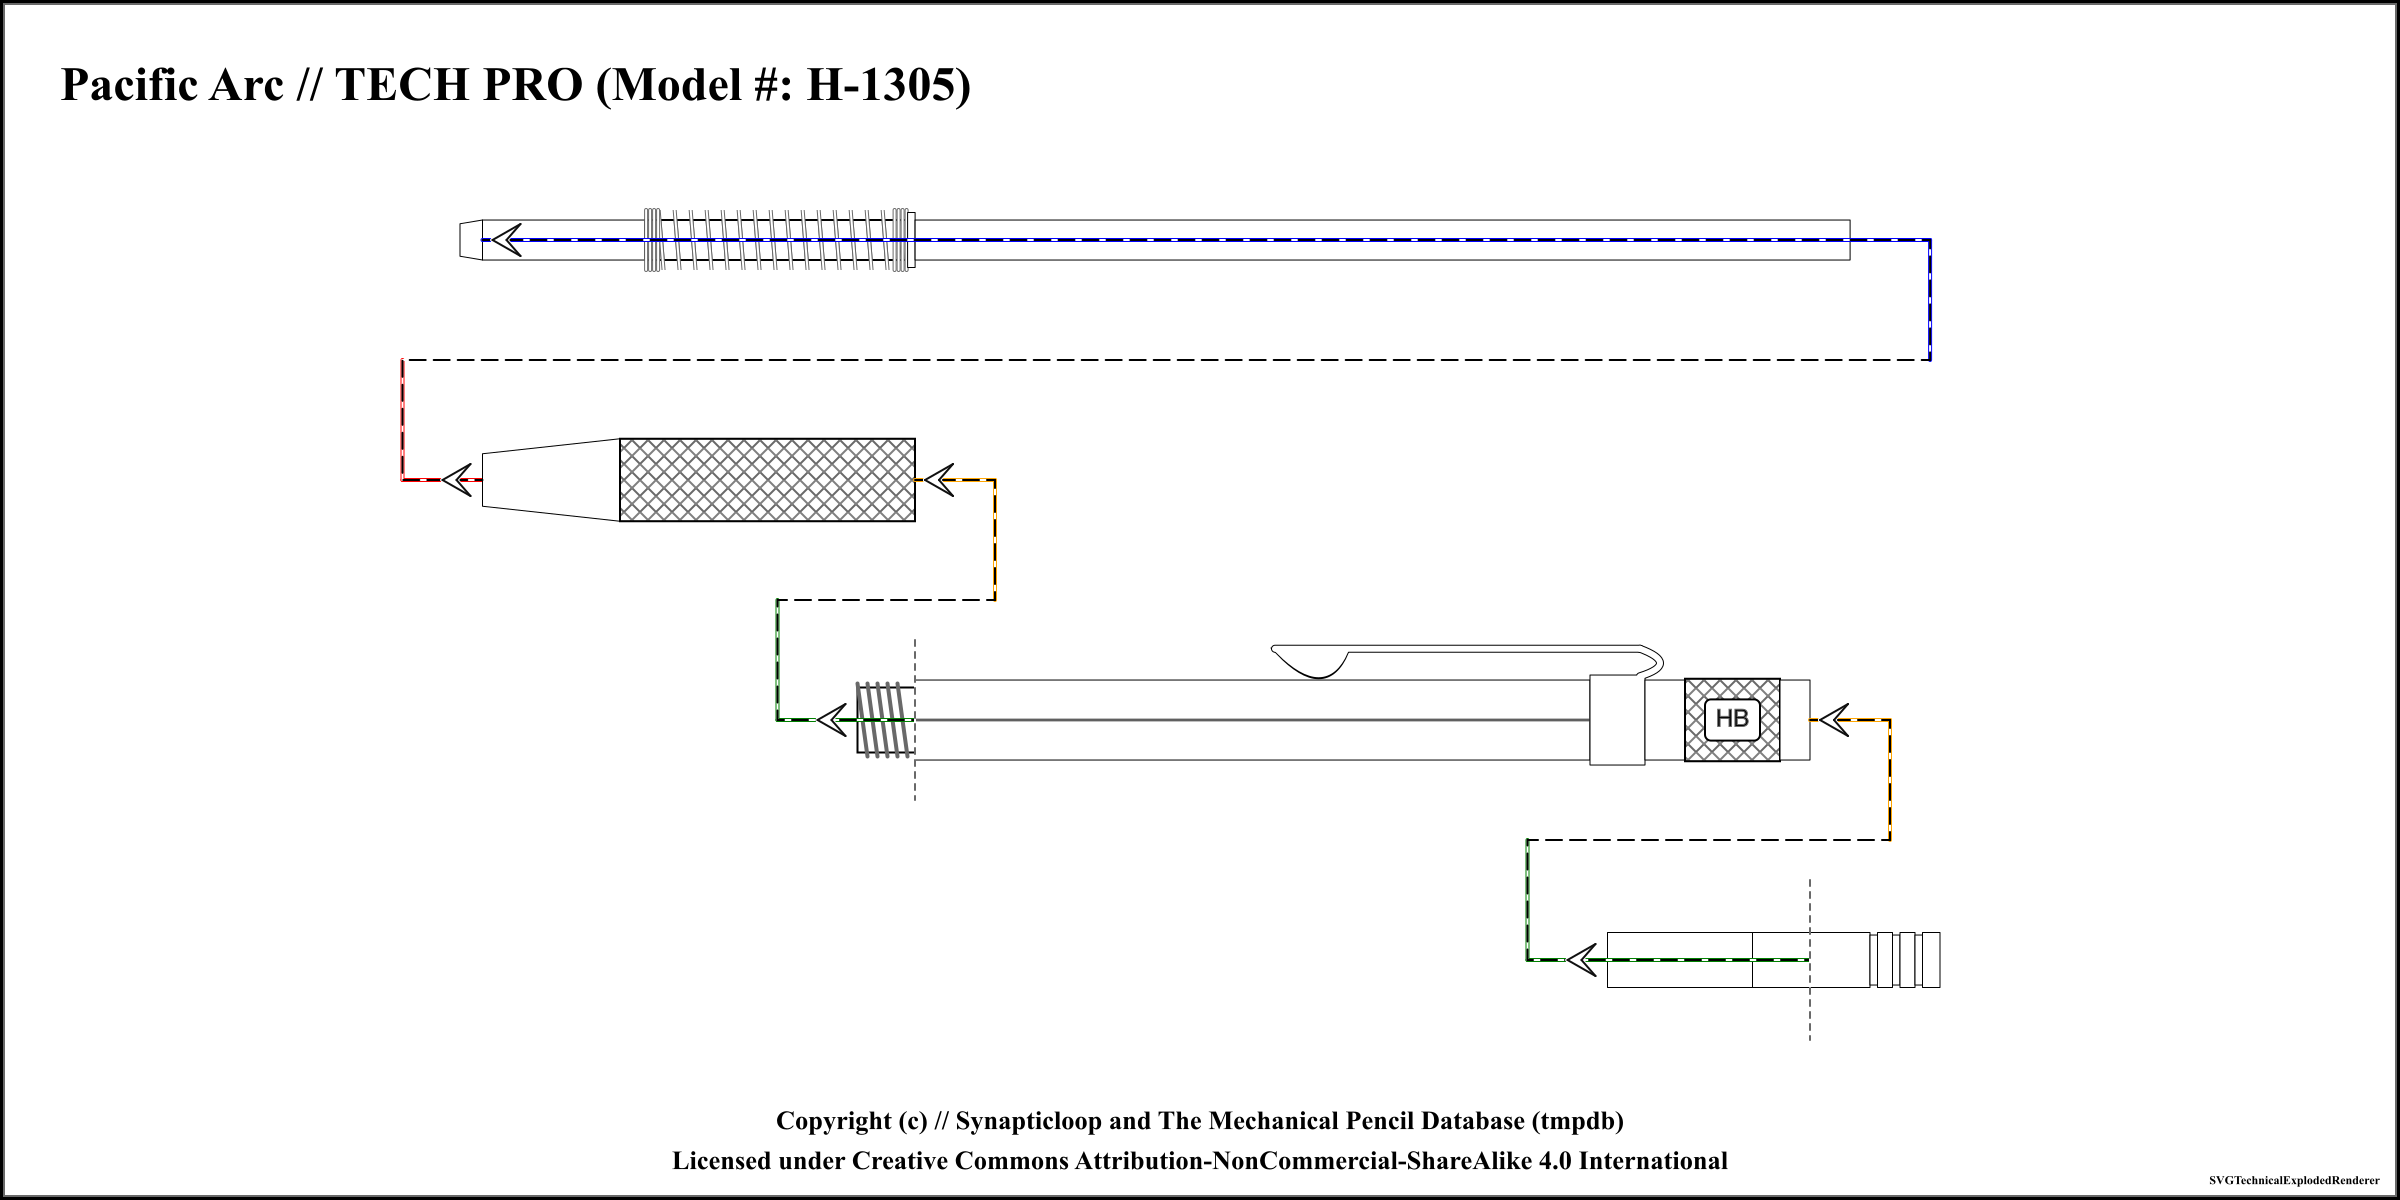 Pacific Arc // TECH PRO (Model #: H-1305)
HB
Copyright (c) // Synapticloop and The Mechanical Pencil Database (tmpdb)
Licensed under Creative Commons Attribution-NonCommercial-ShareAlike 4.0 International
SVGTechnicalExplodedRenderer